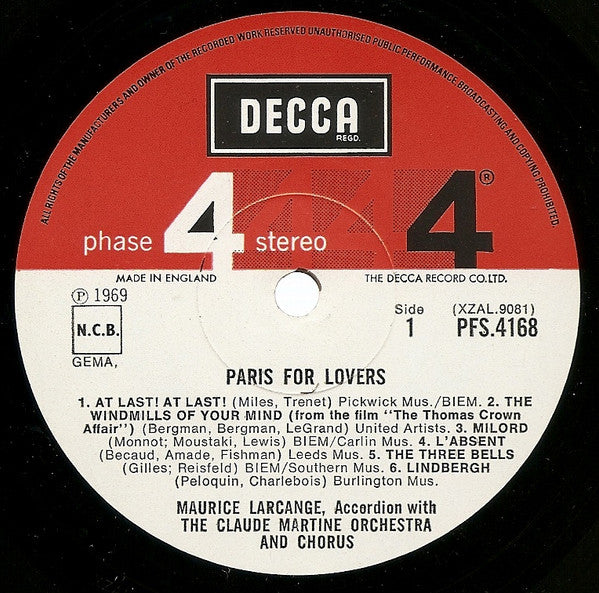 ALL RIGHTS OF THE MANUFACTURERS AND OWNER OF THE RECORDED WORK RESERVED UNAUTHORISED PUBLIC PERFORMANCE BROADCASTING AND COPYING PROHIBITED.
DECCA
REGD.
phase 4 stereo 4®
MADE IN ENGLAND THE DECCA RECORD CO.LTD.
℗ 1969 Side (XZAL.9081)
N.C.B. 1 PFS.4168
GEMA,
PARIS FOR LOVERS
1. AT LAST! AT LAST! (Miles, Trenet) Pickwick Mus./BIEM. 2. THE
WINDMILLS OF YOUR MIND (from the film "The Thomas Crown
Affair") (Bergman, Bergman, LeGrand) United Artists. 3. MILORD
(Monnot; Moustaki, Lewis) BIEM/Carlin Mus. 4. L'ABSENT
(Becaud, Amade, Fishman) Leeds Mus. 5. THE THREE BELLS
(Gilles; Reisfeld) BIEM/Southern Mus. 6. LINDBERGH
(Peloquin, Charlebois) Burlington Mus.
MAURICE LARCANGE, Accordion with
THE CLAUDE MARTINE ORCHESTRA
AND CHORUS